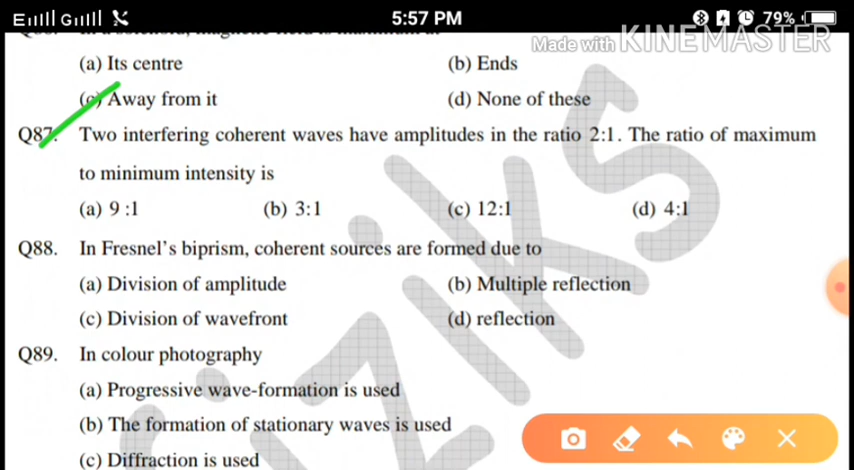 5:57 PM
79%
Made with KINEMASTER
(a) Its centre (b) Ends
(c) Away from it (d) None of these
Q87. Two interfering coherent waves have amplitudes in the ratio 2:1. The ratio of maximum
to minimum intensity is
(a) 9 :1 (b) 3:1 (c) 12:1 (d) 4:1
Q88. In Fresnel's biprism, coherent sources are formed due to
(a) Division of amplitude (b) Multiple reflection
(c) Division of wavefront (d) reflection
Q89. In colour photography
(a) Progressive wave-formation is used
(b) The formation of stationary waves is used
(c) Diffraction is used